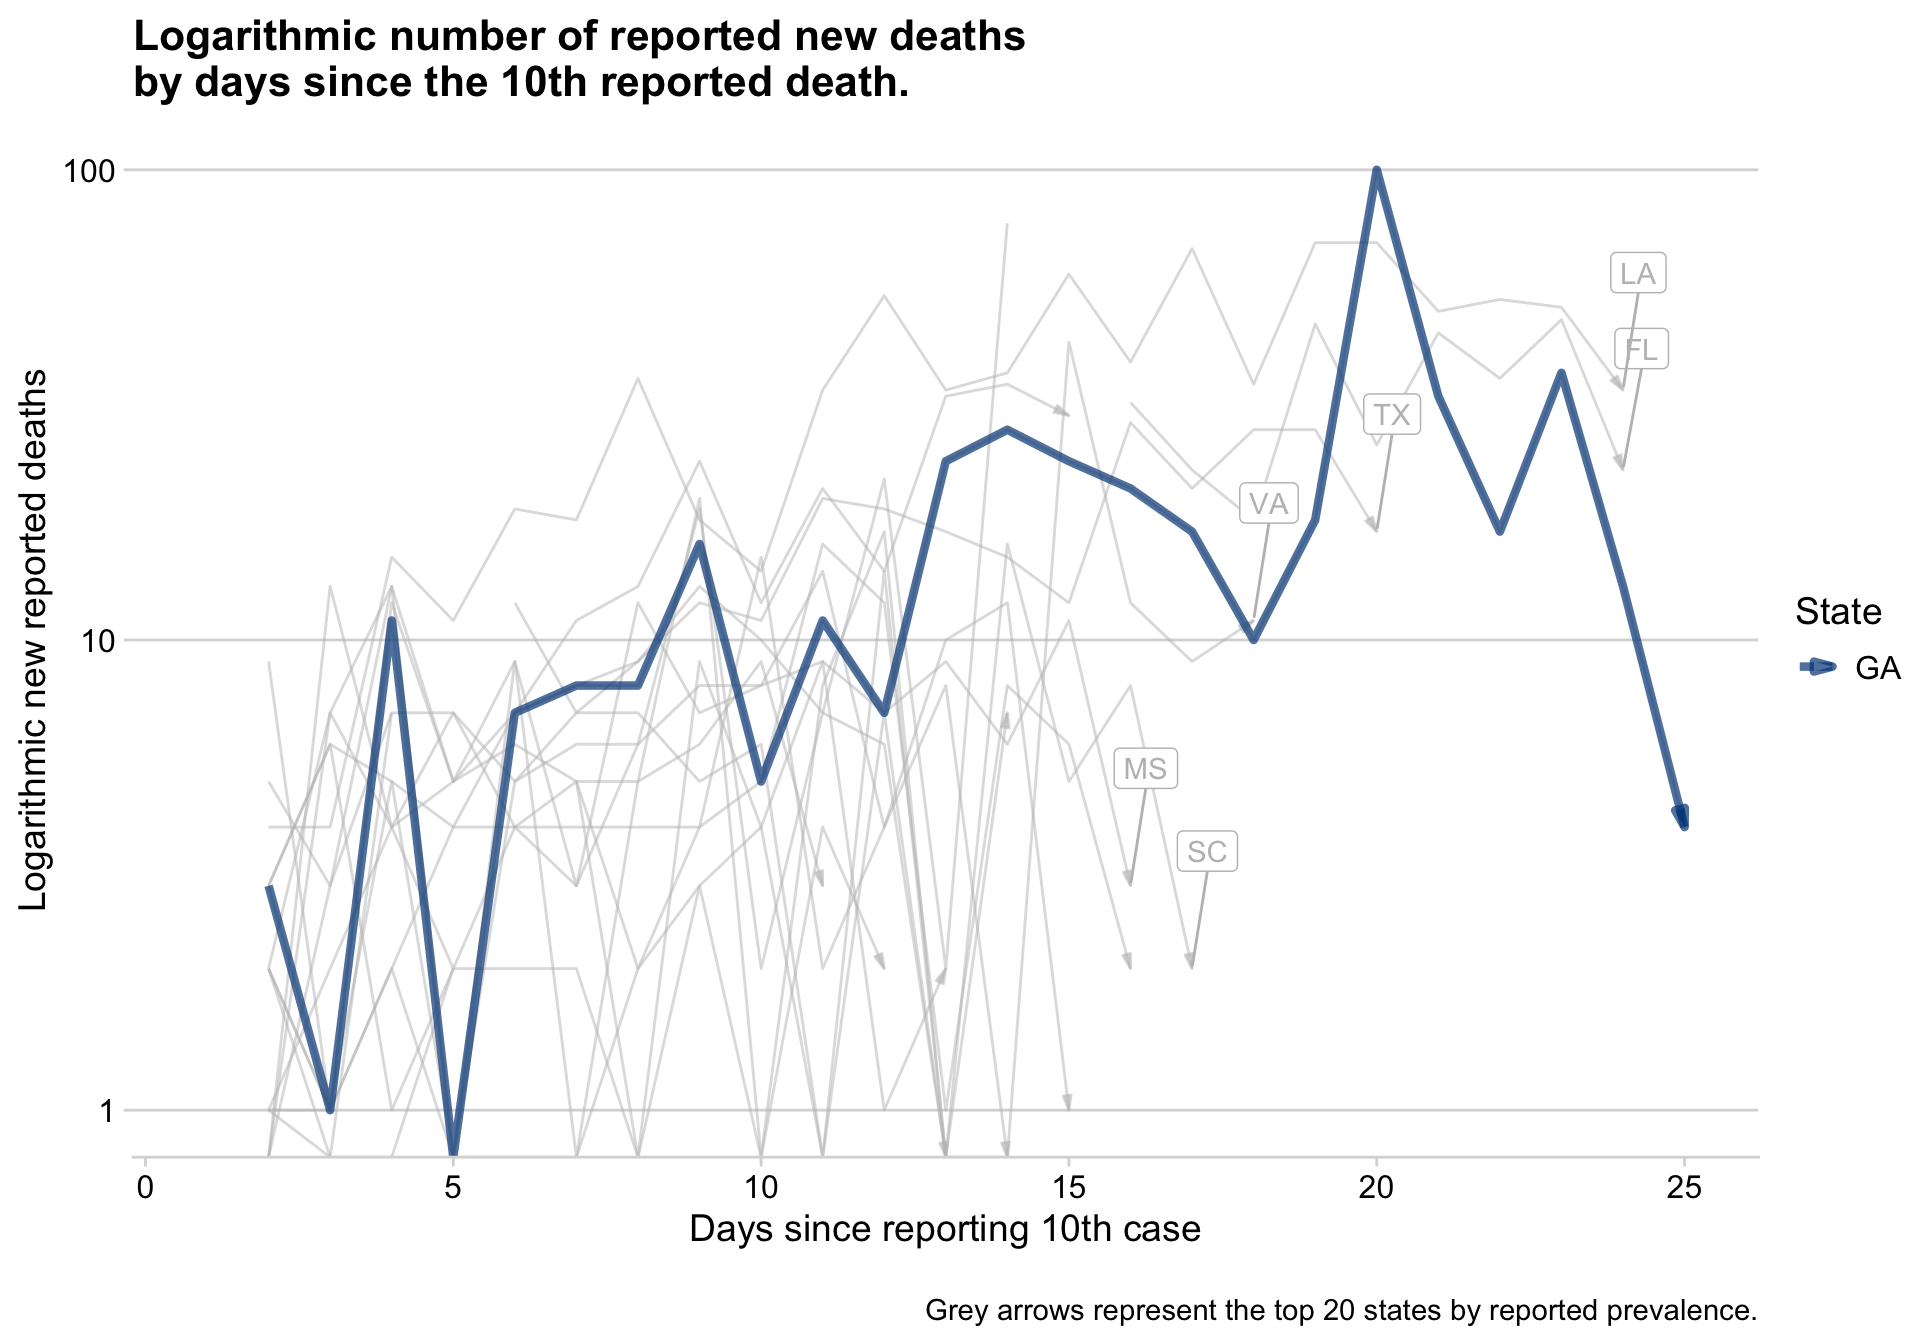 Logarithmic number of reported new deaths
by days since the 10th reported death.
100
10
1
Logarithmic new reported deaths
LA
FL
TX
VA
MS
SC
State
GA
0 5 10 15 20 25
Days since reporting 10th case
Grey arrows represent the top 20 states by reported prevalence.